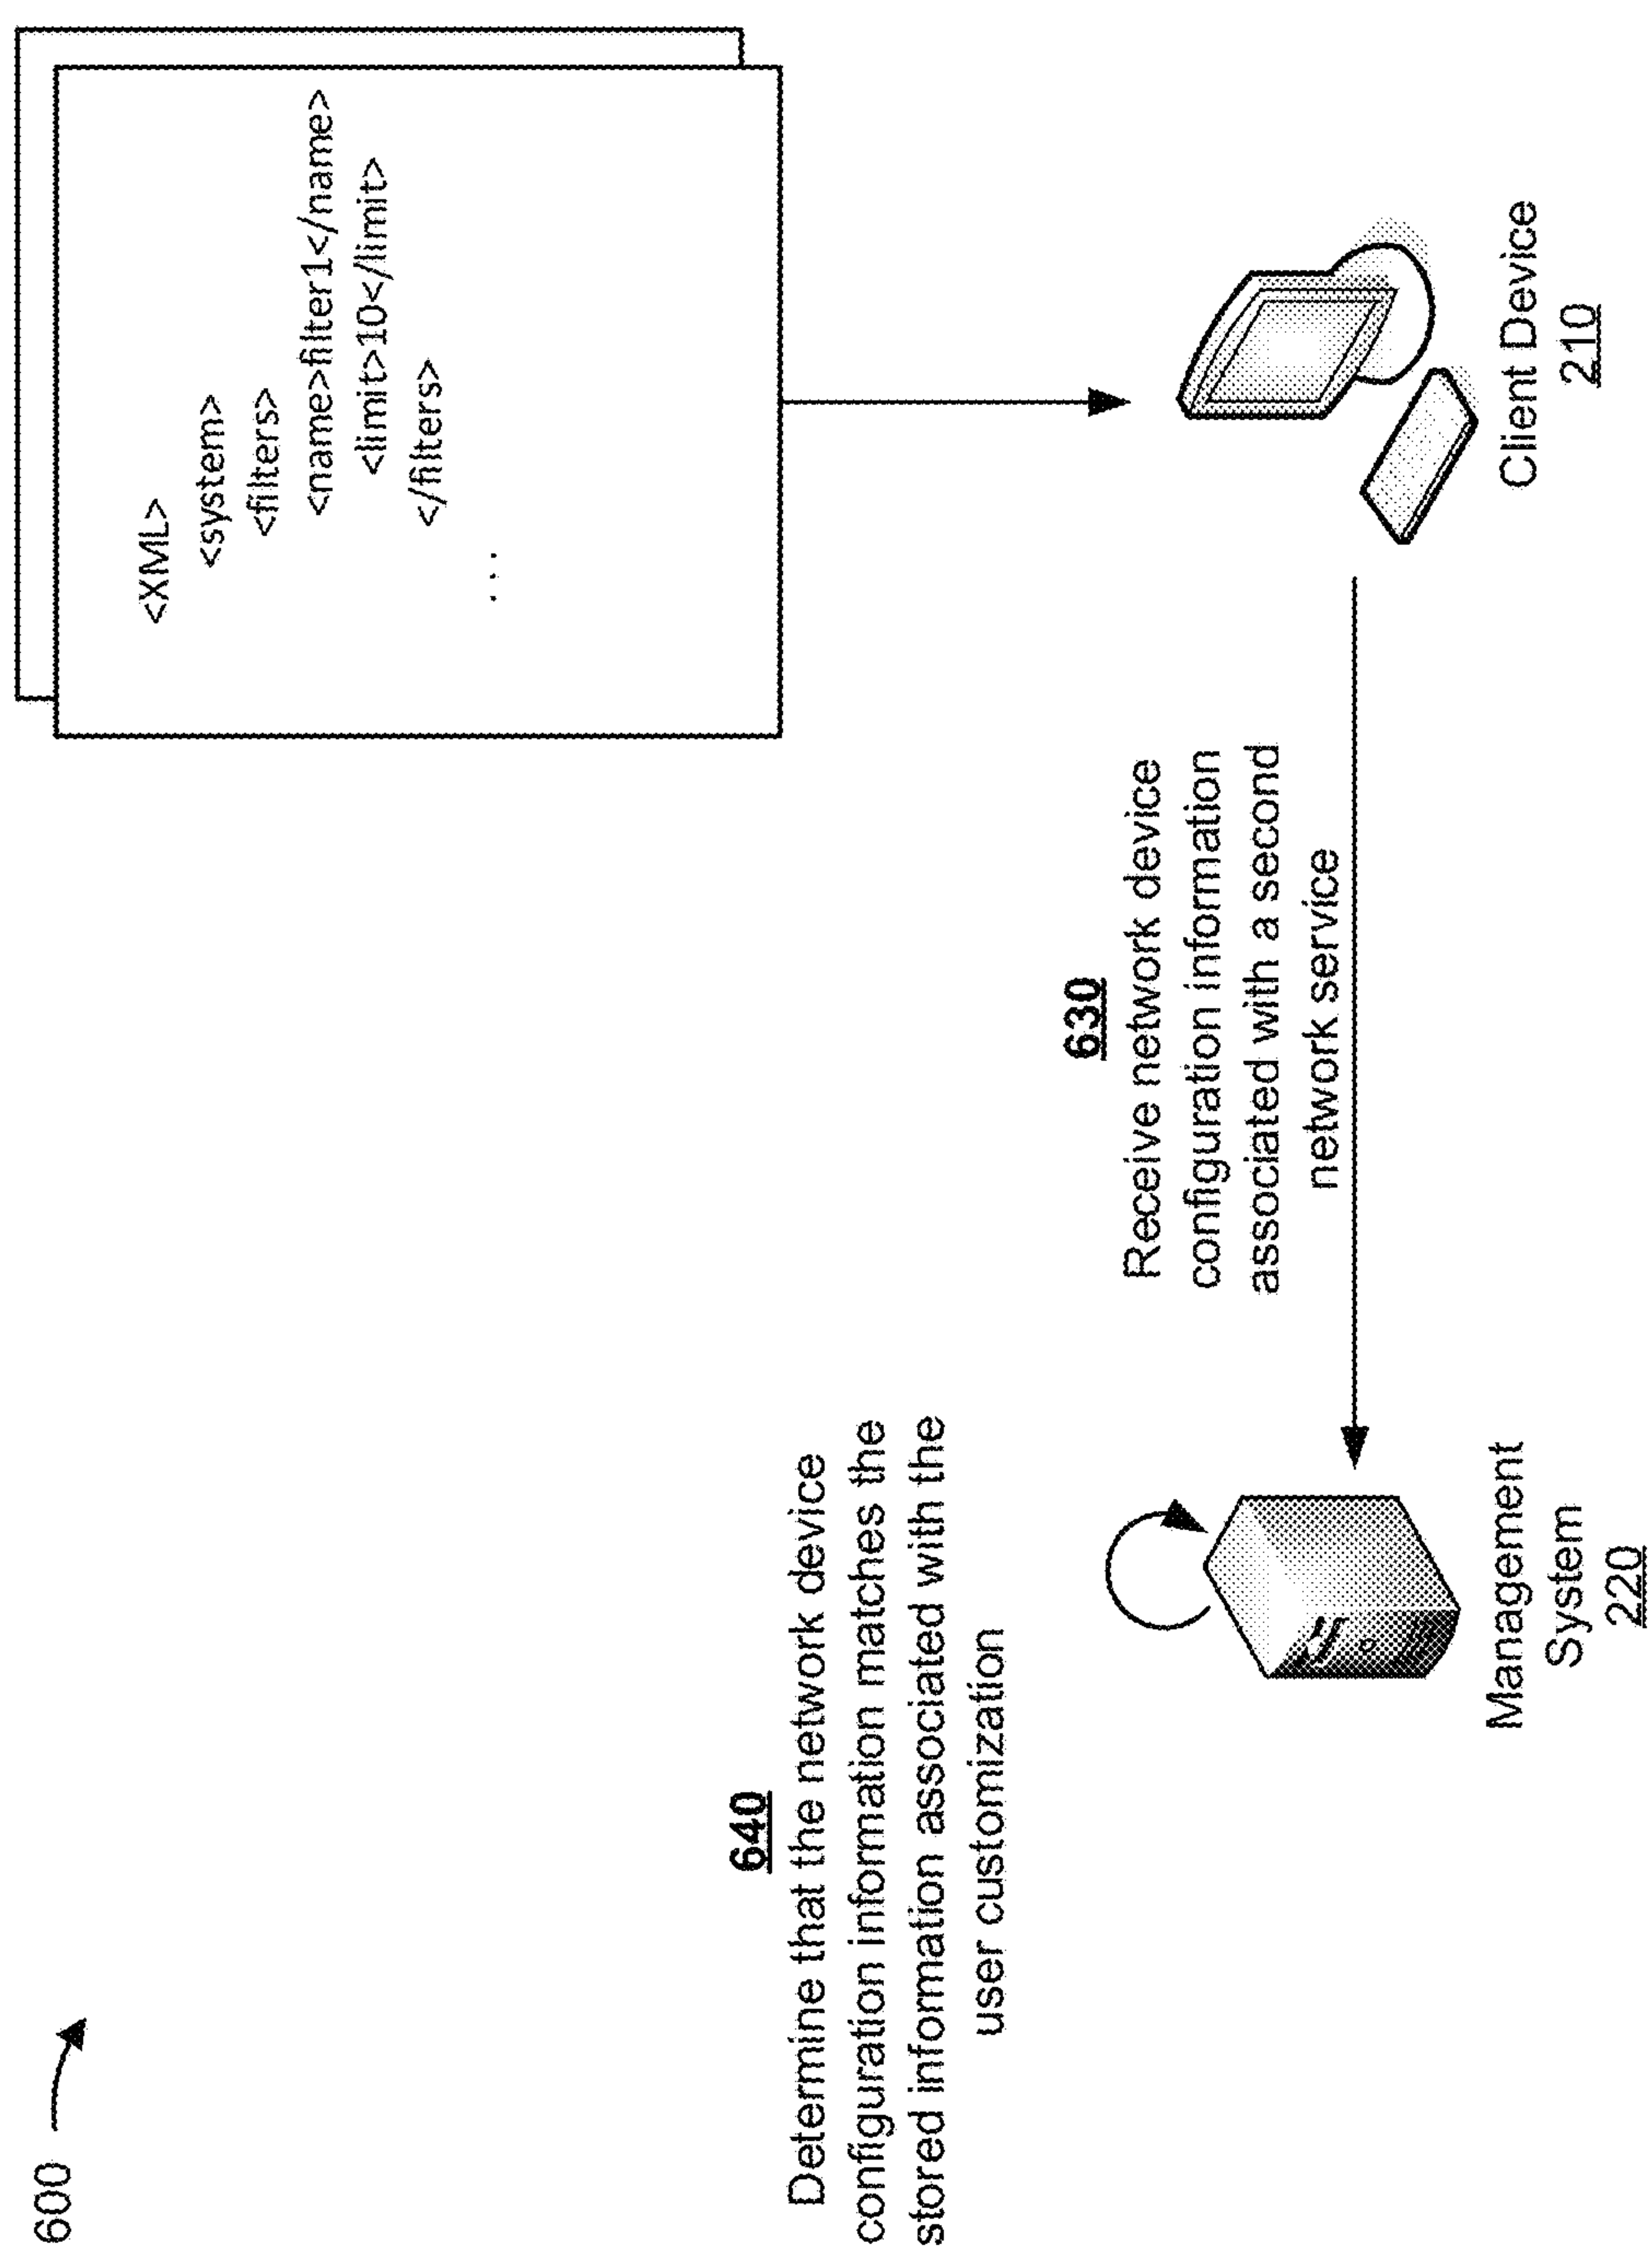 600
<XML>
<system>
<filters>
<name>filter1</name>
<limit>10</limit>
</filters>
...
640
Determine that the network device
configuration information matches the
stored information associated with the
user customization
630
Receive network device
configuration information
associated with a second
network service
Management
System
220
Client Device
210